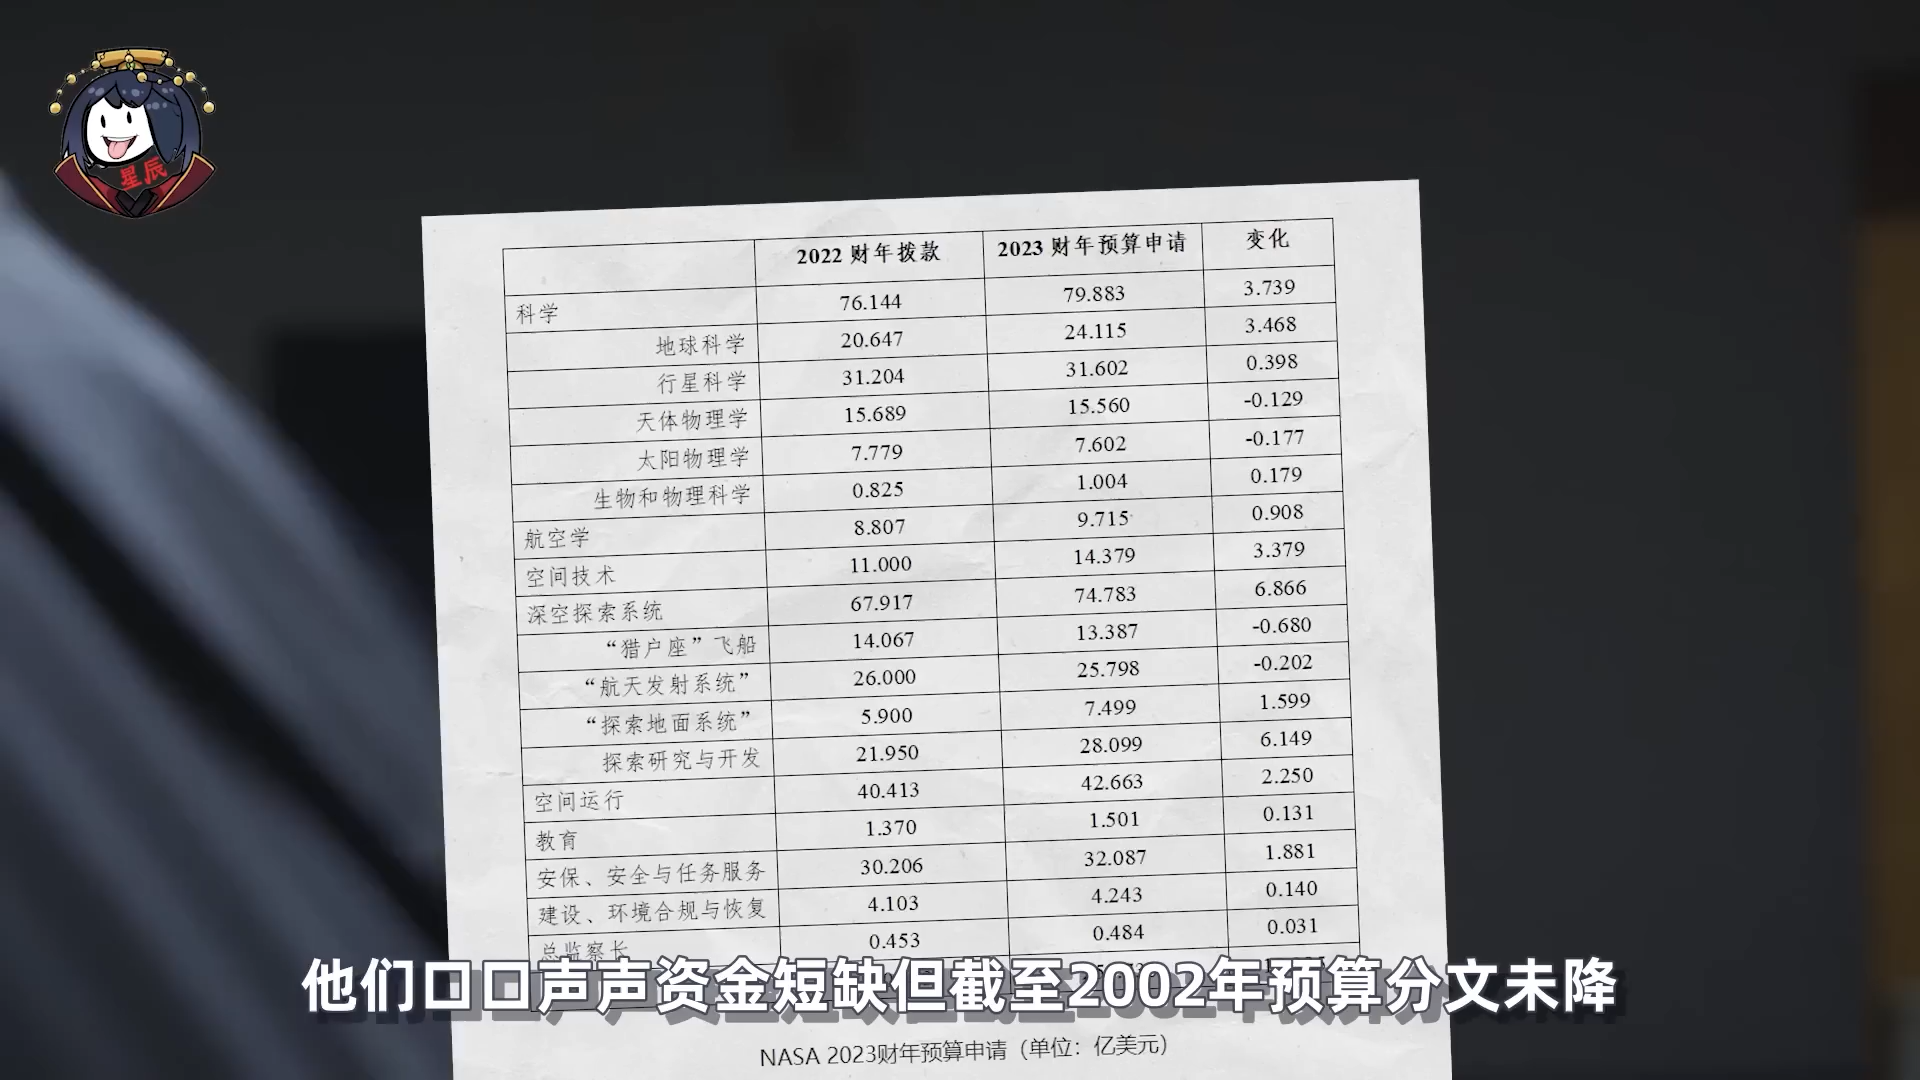 星辰
2022 财年拨款 2023 财年预算申请 变化
科学 76.144 79.883 3.739
地球科学 20.647 24.115 3.468
行星科学 31.204 31.602 0.398
天体物理学 15.689 15.560 -0.129
太阳物理学 7.779 7.602 -0.177
生物和物理科学 0.825 1.004 0.179
航空学 8.807 9.715 0.908
空间技术 11.000 14.379 3.379
深空探索系统 67.917 74.783 6.866
“猎户座”飞船 14.067 13.387 -0.680
“航天发射系统” 26.000 25.798 -0.202
“探索地面系统” 5.900 7.499 1.599
探索研究与开发 21.950 28.099 6.149
空间运行 40.413 42.663 2.250
教育 1.370 1.501 0.131
安保、安全与任务服务 30.206 32.087 1.881
建设、环境合规与恢复 4.103 4.243 0.140
总监察长 0.453 0.484 0.031
他们口口声声资金短缺但截至2002年预算分文未降
NASA 2023财年预算申请（单位：亿美元）